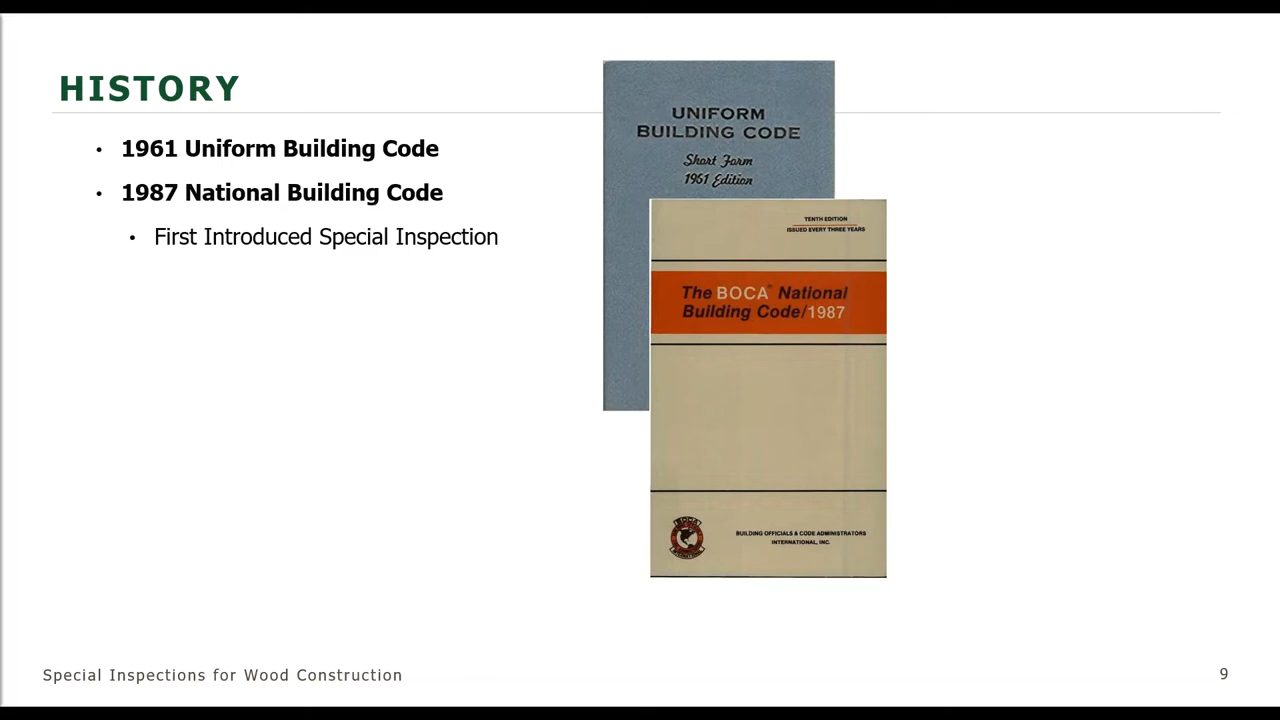 HISTORY
• 1961 Uniform Building Code
• 1987 National Building Code
• First Introduced Special Inspection
UNIFORM
BUILDING CODE
Short Form
1961 Edition
TENTH EDITION
ISSUED EVERY THREE YEARS
The BOCA® National
Building Code/1987
BOCA
INTERNATIONAL
BUILDING OFFICIALS & CODE ADMINISTRATORS
INTERNATIONAL, INC.
Special Inspections for Wood Construction
9